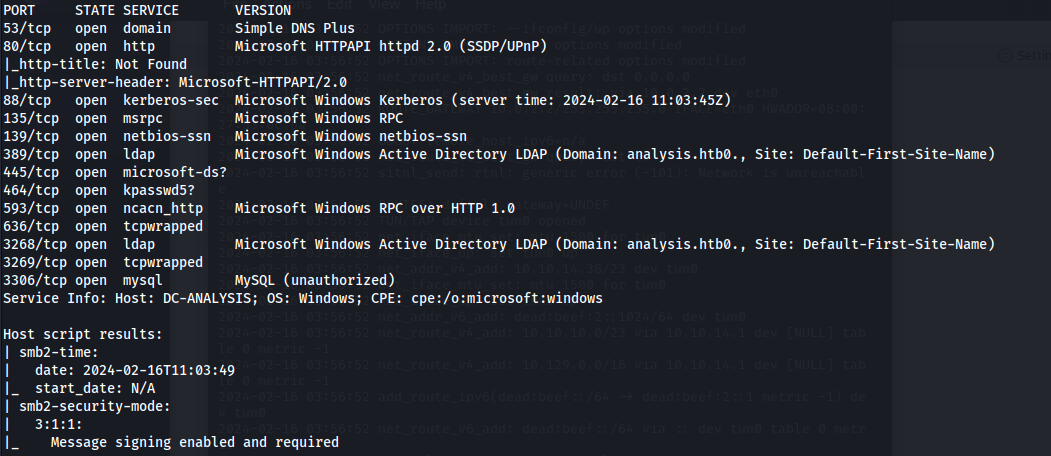 PORT     STATE SERVICE       VERSION
53/tcp   open  domain        Simple DNS Plus
80/tcp   open  http          Microsoft HTTPAPI httpd 2.0 (SSDP/UPnP)
|_http-title: Not Found
|_http-server-header: Microsoft-HTTPAPI/2.0
88/tcp   open  kerberos-sec  Microsoft Windows Kerberos (server time: 2024-02-16 11:03:45Z)
135/tcp  open  msrpc         Microsoft Windows RPC
139/tcp  open  netbios-ssn   Microsoft Windows netbios-ssn
389/tcp  open  ldap          Microsoft Windows Active Directory LDAP (Domain: analysis.htb0., Site: Default-First-Site-Name)
445/tcp  open  microsoft-ds?
464/tcp  open  kpasswd5?
593/tcp  open  ncacn_http    Microsoft Windows RPC over HTTP 1.0
636/tcp  open  tcpwrapped
3268/tcp open  ldap          Microsoft Windows Active Directory LDAP (Domain: analysis.htb0., Site: Default-First-Site-Name)
3269/tcp open  tcpwrapped
3306/tcp open  mysql         MySQL (unauthorized)
Service Info: Host: DC-ANALYSIS; OS: Windows; CPE: cpe:/o:microsoft:windows

Host script results:
| smb2-time:
|   date: 2024-02-16T11:03:49
|_  start_date: N/A
| smb2-security-mode:
|   3:1:1:
|_    Message signing enabled and required